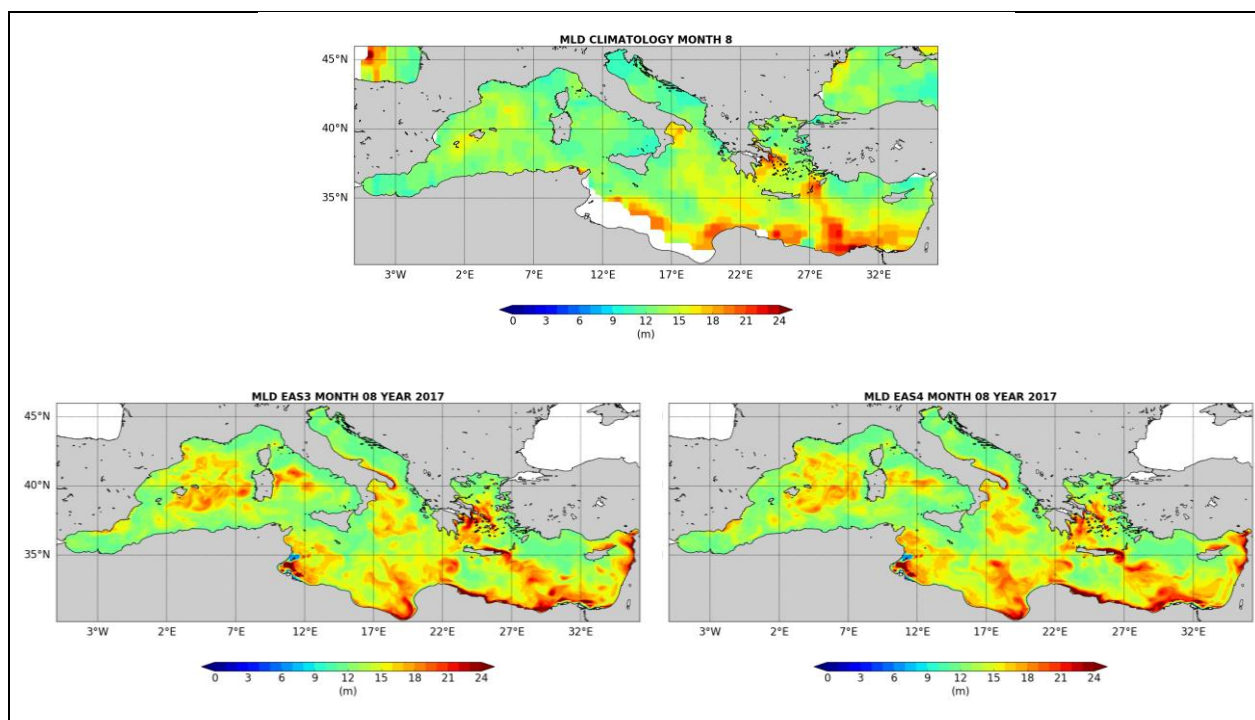 MLD CLIMATOLOGY MONTH 8
45°N
40°N
35°N
3°W 2°E 7°E 12°E 17°E 22°E 27°E 32°E
0 3 6 9 12 15 18 21 24
(m)
MLD EAS3 MONTH 08 YEAR 2017
45°N
40°N
35°N
3°W 2°E 7°E 12°E 17°E 22°E 27°E 32°E
0 3 6 9 12 15 18 21 24
(m)
MLD EAS4 MONTH 08 YEAR 2017
45°N
40°N
35°N
3°W 2°E 7°E 12°E 17°E 22°E 27°E 32°E
0 3 6 9 12 15 18 21 24
(m)